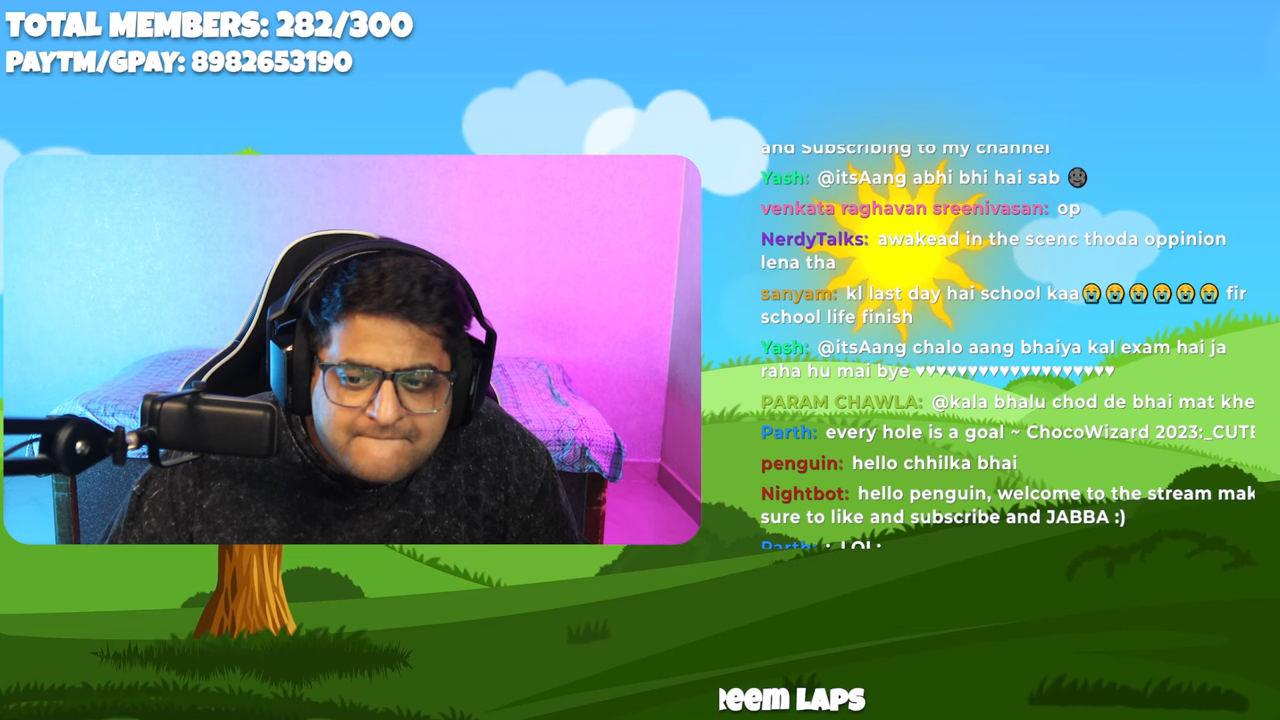 TOTAL MEMBERS: 282/300
PAYTM/GPAY: 8982653190
and Subscribing to my channel
Yash: @itsAang abhi bhi hai sab
venkata raghavan sreenivasan: op
NerdyTalks: awakead in the scenc thoda oppinion
lena tha
sanyam: kl last day hai school kaa😭😭😭😭😭😭 fir
school life finish
Yash: @itsAang chalo aang bhaiya kal exam hai ja
raha hu mai bye ♥♥♥♥♥♥♥♥♥♥♥♥♥♥♥♥♥♥♥
PARAM CHAWLA: @kala bhalu chod de bhai mat khe
Parth: every hole is a goal ~ ChocoWizard 2023:_CUTE
penguin: hello chhilka bhai
Nightbot: hello penguin, welcome to the stream mak
sure to like and subscribe and JABBA :)
Parth: :_LOL:
eem LAPS